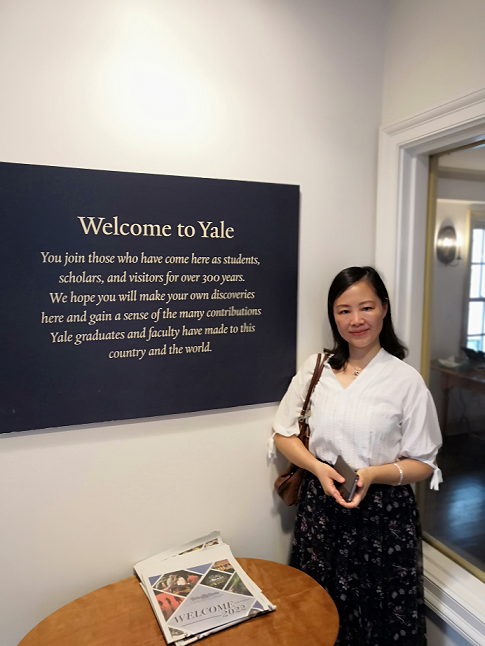 Welcome to Yale
You join those who have come here as students,
scholars, and visitors for over 300 years.
We hope you will make your own discoveries
here and gain a sense of the many contributions
Yale graduates and faculty have made to this
country and the world.
WELCOME
2022